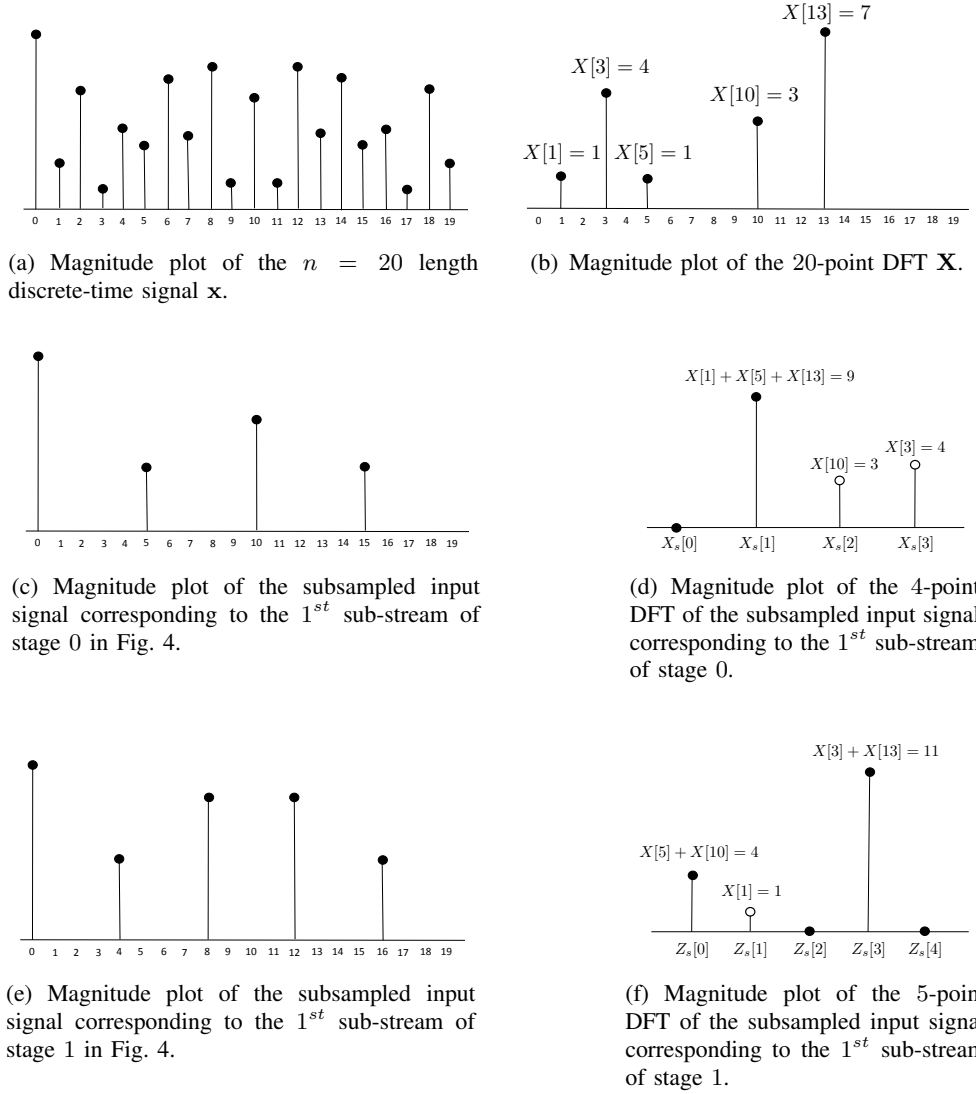 0 1 2 3 4 5 6 7 8 9 10 11 12 13 14 15 16 17 18 19
(a) Magnitude plot of the n = 20 length
discrete-time signal x.
X[13] = 7
X[3] = 4
X[10] = 3
X[1] = 1 X[5] = 1
0 1 2 3 4 5 6 7 8 9 10 11 12 13 14 15 16 17 18 19
(b) Magnitude plot of the 20-point DFT X.
0 1 2 3 4 5 6 7 8 9 10 11 12 13 14 15 16 17 18 19
(c) Magnitude plot of the subsampled input
signal corresponding to the 1st sub-stream of
stage 0 in Fig. 4.
X[1] + X[5] + X[13] = 9
X[3] = 4
X[10] = 3
Xs[0] Xs[1] Xs[2] Xs[3]
(d) Magnitude plot of the 4-point
DFT of the subsampled input signal
corresponding to the 1st sub-stream
of stage 0.
0 1 2 3 4 5 6 7 8 9 10 11 12 13 14 15 16 17 18 19
(e) Magnitude plot of the subsampled input
signal corresponding to the 1st sub-stream of
stage 1 in Fig. 4.
X[3] + X[13] = 11
X[5] + X[10] = 4
X[1] = 1
Zs[0] Zs[1] Zs[2] Zs[3] Zs[4]
(f) Magnitude plot of the 5-poin
DFT of the subsampled input signa
corresponding to the 1st sub-stream
of stage 1.